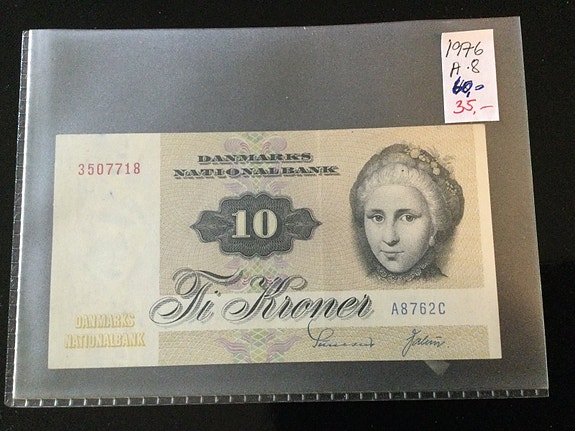 1976
A.8
60,-
35,-
3507718
DANMARKS
NATIONALBANK
10
Ti Kroner
A8762C
DANMARKS
NATIONALBANK